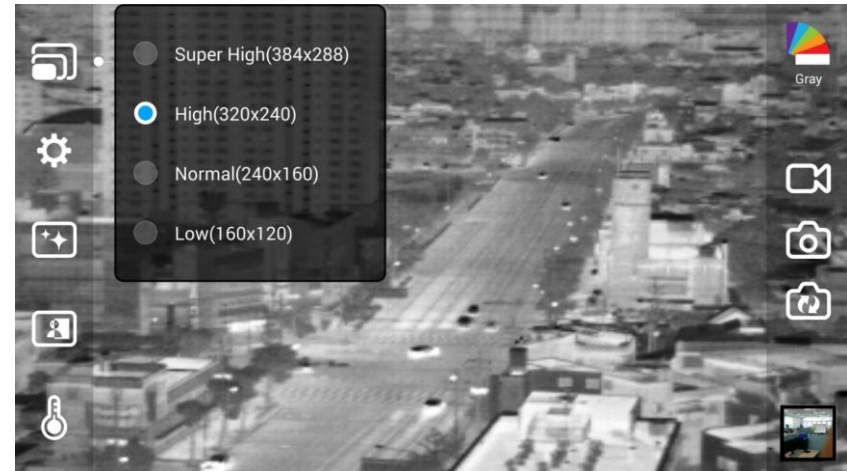 Super High(384x288)
High(320x240)
Normal(240x160)
Low(160x120)
Gray